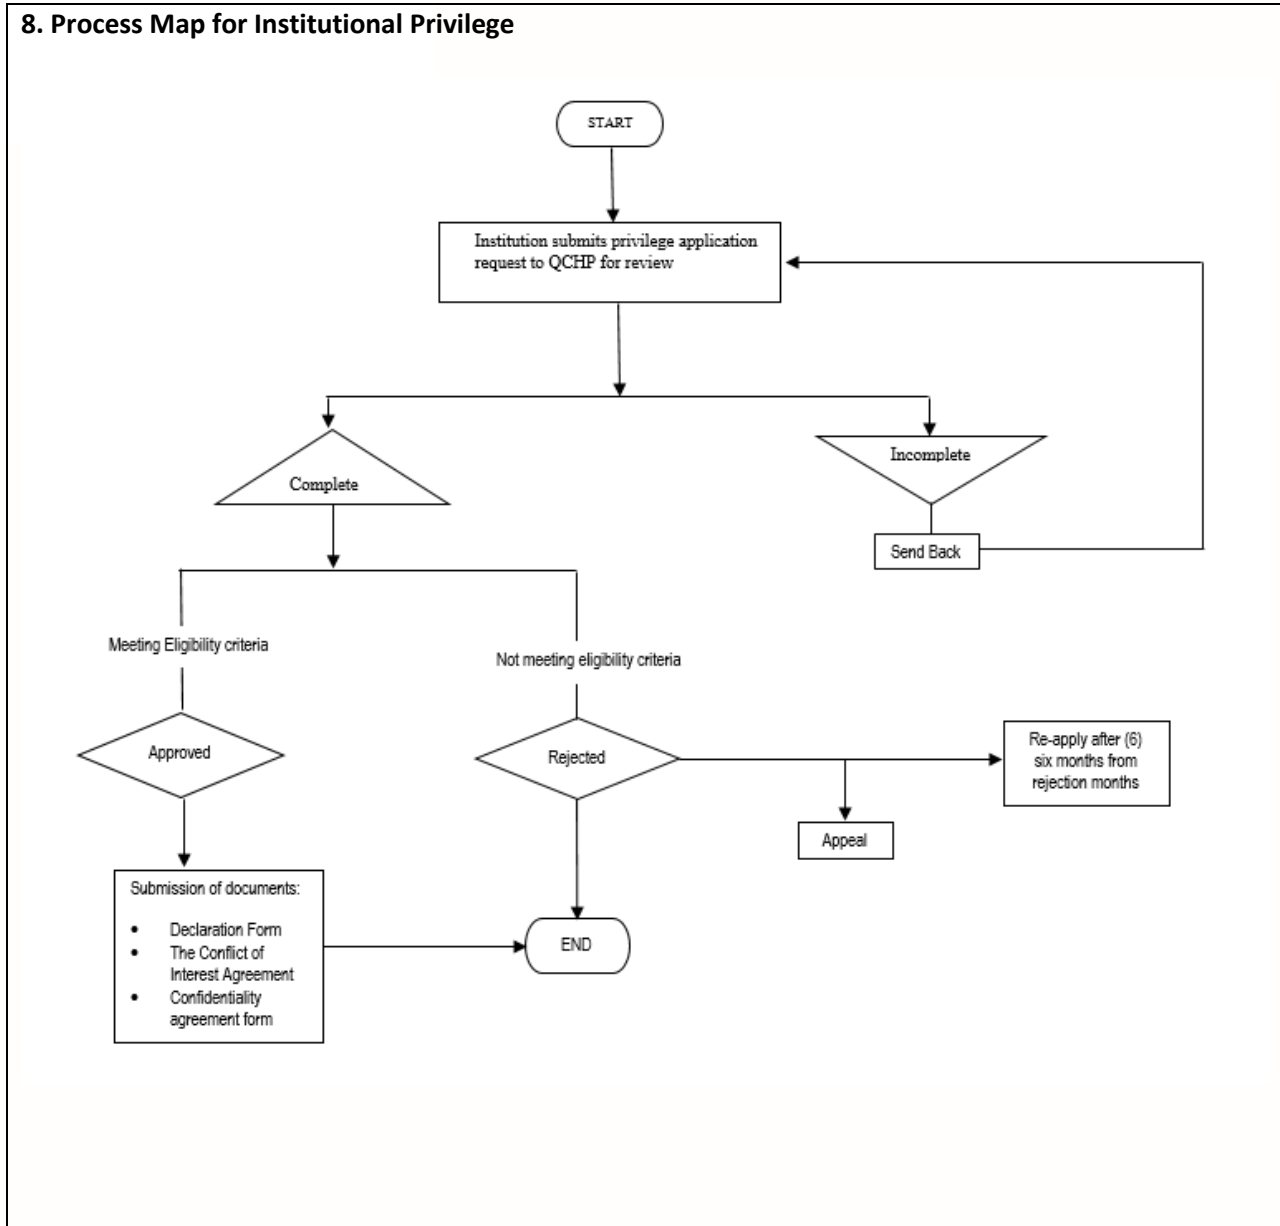 8. Process Map for Institutional Privilege
START
Institution submits privilege application
request to QCHP for review
Complete
Incomplete
Send Back
Meeting Eligibility criteria
Not meeting eligibility criteria
Approved
Rejected
Re-apply after (6)
six months from
rejection months
Appeal
Submission of documents:
• Declaration Form
• The Conflict of
Interest Agreement
• Confidentiality
agreement form
END